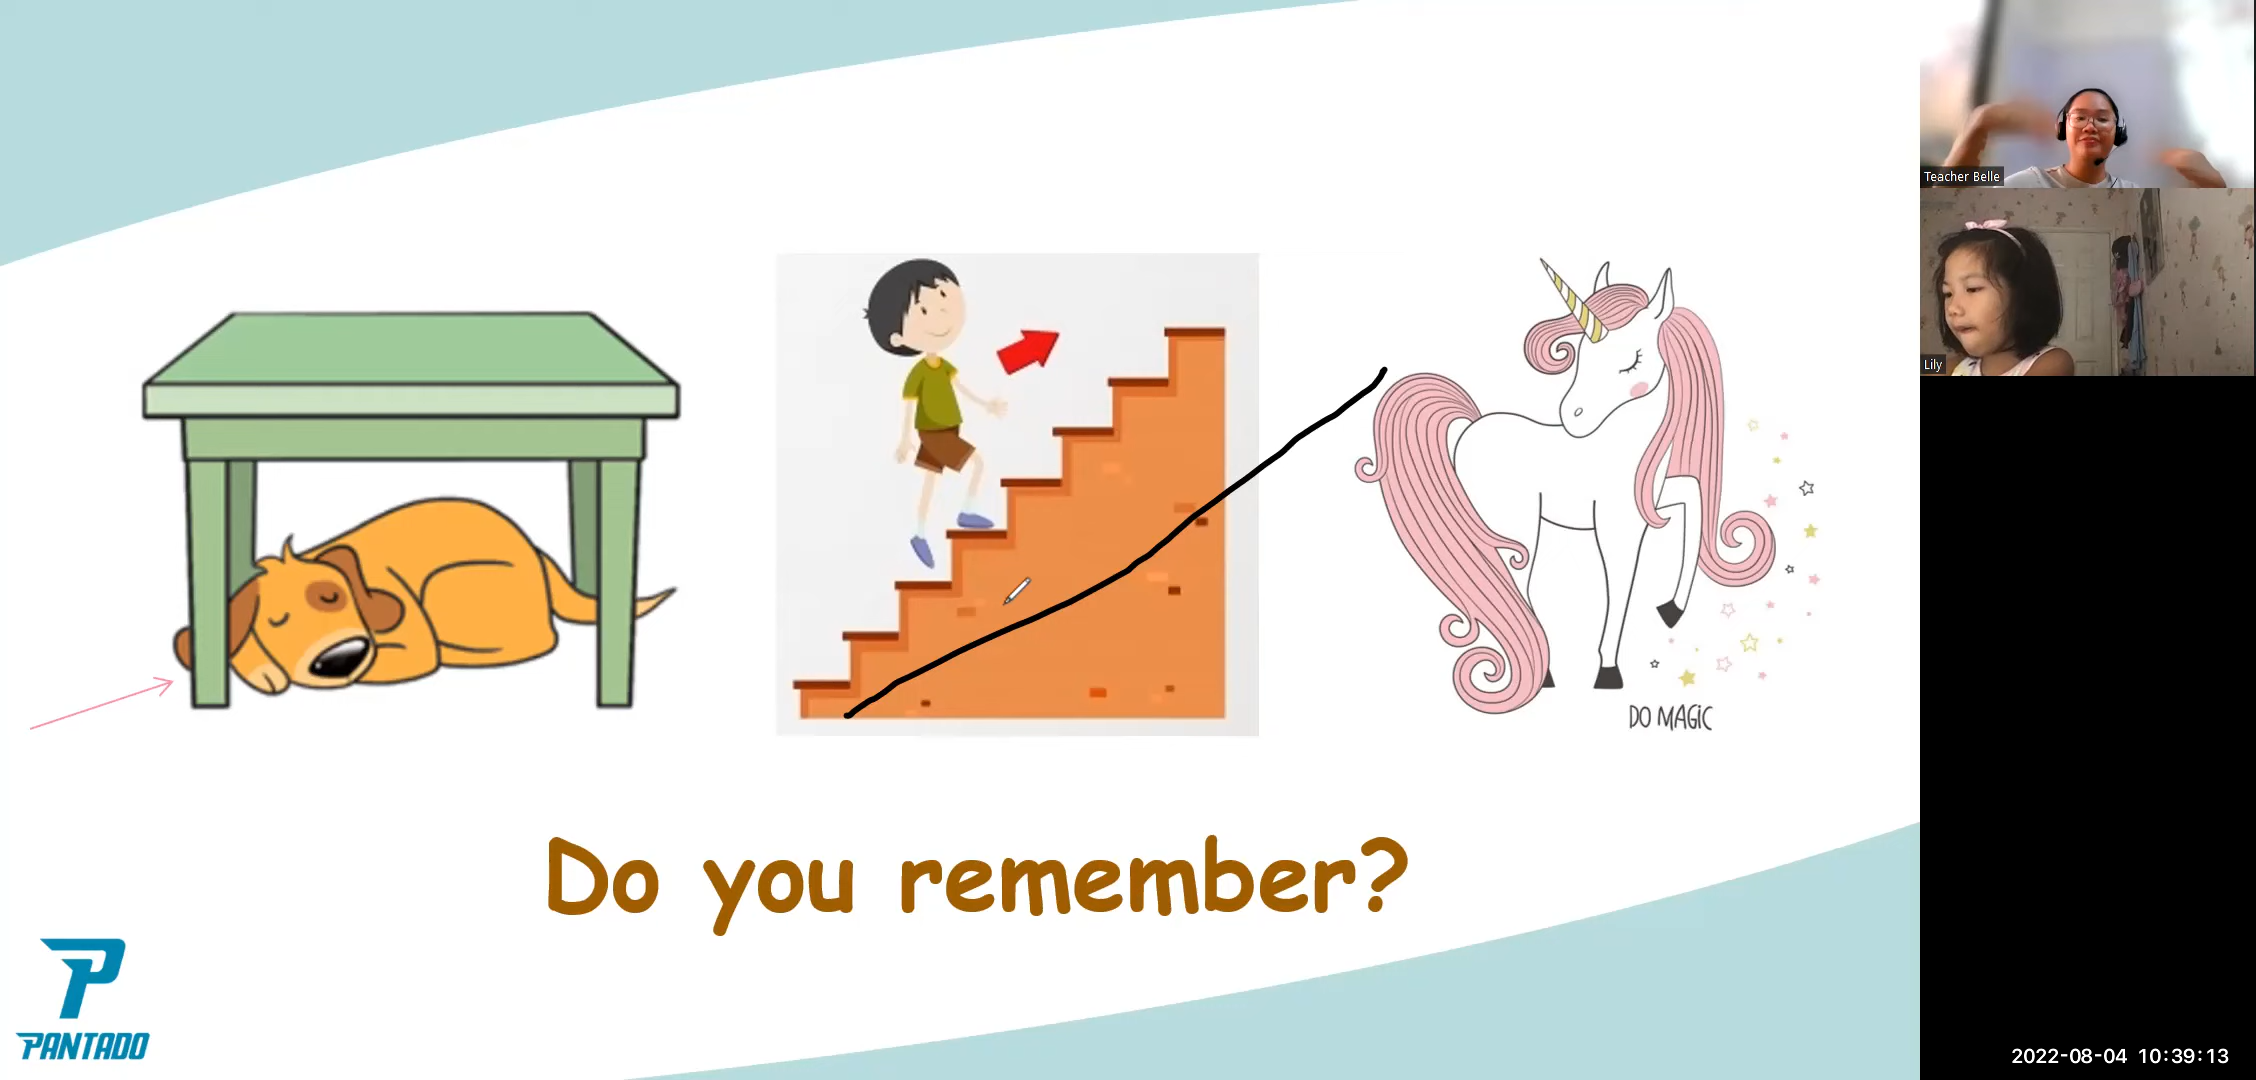 Teacher Belle
Lily
DO MAGIC
Do you remember?
PANTADO
2022-08-04 10:39:13